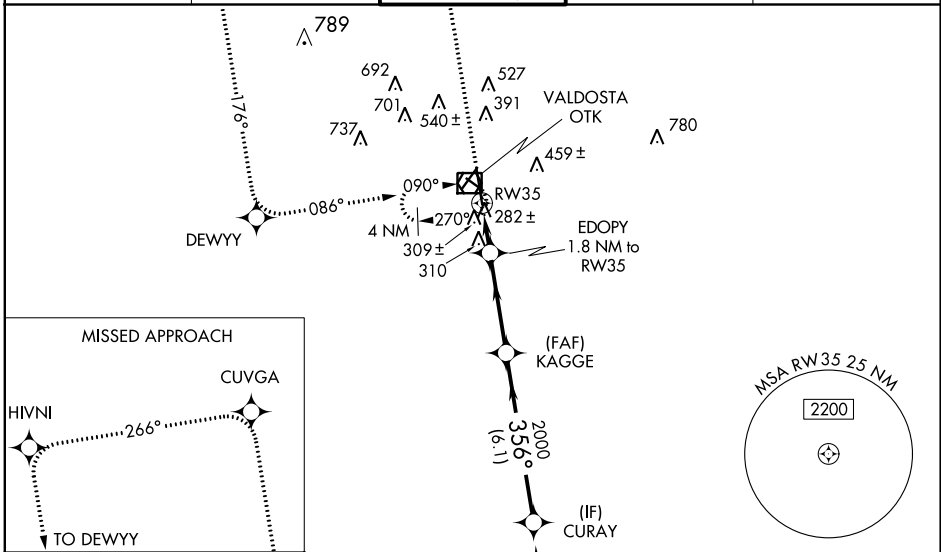 789
692
527
701
540 ±
391
VALDOSTA
OTK
737
780
459 ±
176°
090°
RW35
086°
270°
282 ±
DEWYY
4 NM
309 ±
310
EDOPY
1.8 NM to
RW35
MISSED APPROACH
CUVGA
HIVNI
266°
TO DEWYY
(FAF)
KAGGE
2000
356°
(6.1)
(IF)
CURAY
MSA RW35 25 NM
2200